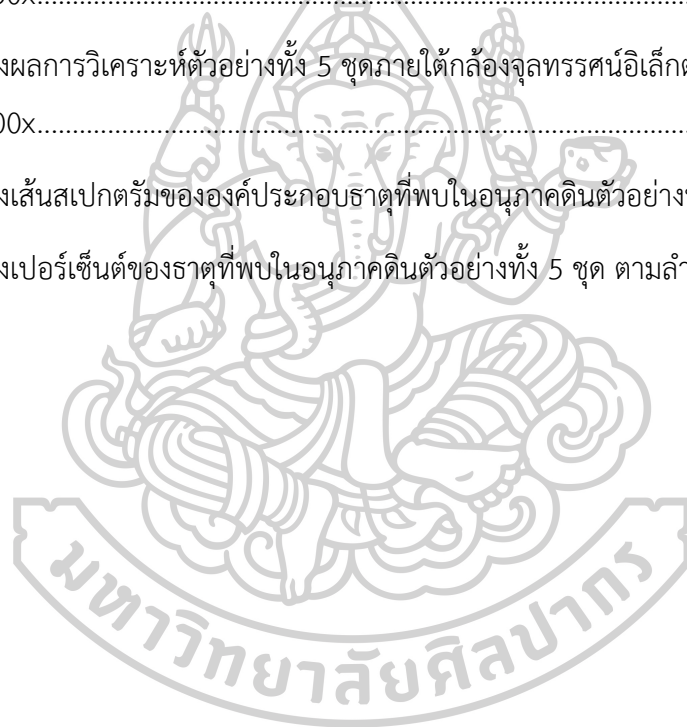 00x......................................................................................................
งผลการวิเคราะห์ตัวอย่างทั้ง 5 ชุดภายใต้กล้องจุลทรรศน์อิเล็กต
00x......................................................................................................
งเส้นสเปกตรัมขององค์ประกอบธาตุที่พบในอนุภาคดินตัวอย่าง
งเปอร์เซ็นต์ของธาตุที่พบในอนุภาคดินตัวอย่างทั้ง 5 ชุด ตามลำ
มหาวิทยาลัยศิลปากร